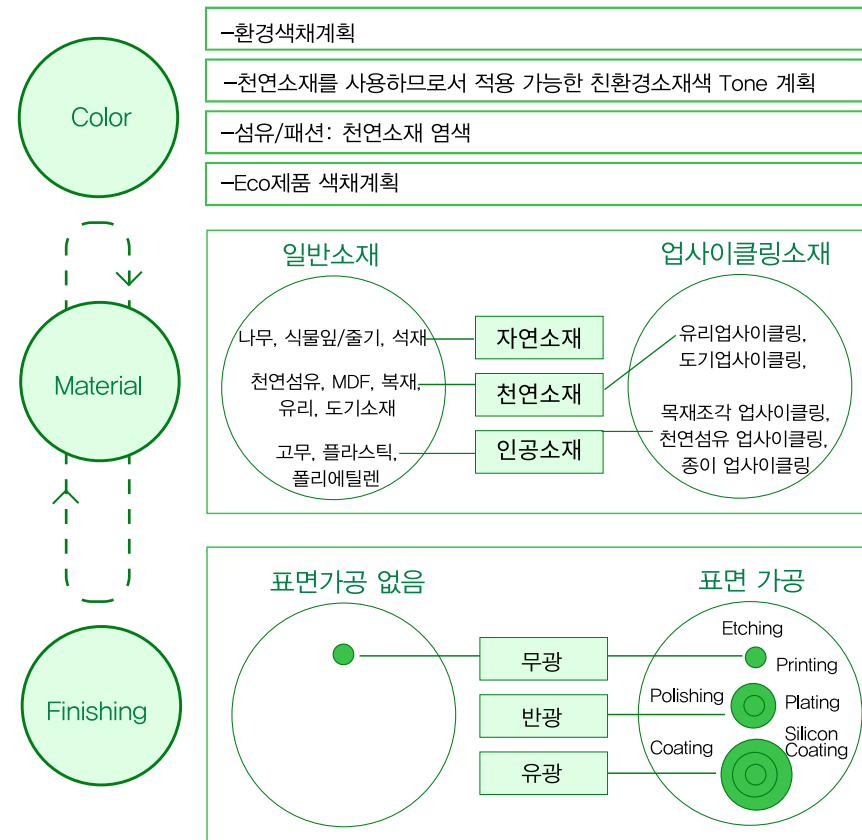 Color
–환경색채계획
–천연소재를 사용하므로서 적용 가능한 친환경소재색 Tone 계획
–섬유/패션: 천연소재 염색
–Eco제품 색채계획
Material
일반소재
업사이클링소재
나무, 식물잎/줄기, 석재
자연소재
유리업사이클링,
도기업사이클링,
천연섬유, MDF, 복재,
유리, 도기소재
천연소재
목재조각 업사이클링,
천연섬유 업사이클링,
종이 업사이클링
고무, 플라스틱,
폴리에틸렌
인공소재
Finishing
표면가공 없음
표면 가공
무광
Etching
Printing
반광
Polishing
Plating
유광
Coating
Silicon
Coating